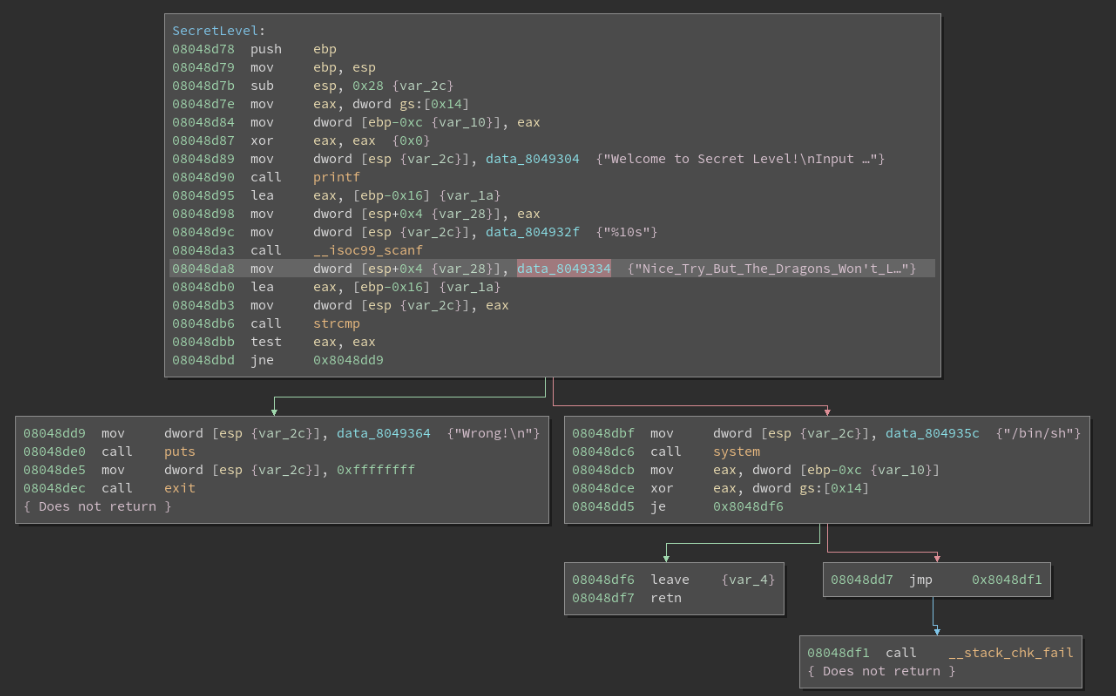 SecretLevel:
08048d78 push ebp
08048d79 mov ebp, esp
08048d7b sub esp, 0x28 {var_2c}
08048d7e mov eax, dword gs:[0x14]
08048d84 mov dword [ebp-0xc {var_10}], eax
08048d87 xor eax, eax {0x0}
08048d89 mov dword [esp {var_2c}], data_8049304 {"Welcome to Secret Level!\nInput …"}
08048d90 call printf
08048d95 lea eax, [ebp-0x16] {var_1a}
08048d98 mov dword [esp+0x4 {var_28}], eax
08048d9c mov dword [esp {var_2c}], data_804932f {"%10s"}
08048da3 call __isoc99_scanf
08048da8 mov dword [esp+0x4 {var_28}], data_8049334 {"Nice_Try_But_The_Dragons_Won't_L…"}
08048db0 lea eax, [ebp-0x16] {var_1a}
08048db3 mov dword [esp {var_2c}], eax
08048db6 call strcmp
08048dbb test eax, eax
08048dbd jne 0x8048dd9
08048dd9 mov dword [esp {var_2c}], data_8049364 {"Wrong!\n"}
08048de0 call puts
08048de5 mov dword [esp {var_2c}], 0xffffffff
08048dec call exit
{ Does not return }
08048dbf mov dword [esp {var_2c}], data_804935c {"/bin/sh"}
08048dc6 call system
08048dcb mov eax, dword [ebp-0xc {var_10}]
08048dce xor eax, dword gs:[0x14]
08048dd5 je 0x8048df6
08048df6 leave {var_4}
08048df7 retn
08048dd7 jmp 0x8048df1
08048df1 call __stack_chk_fail
{ Does not return }